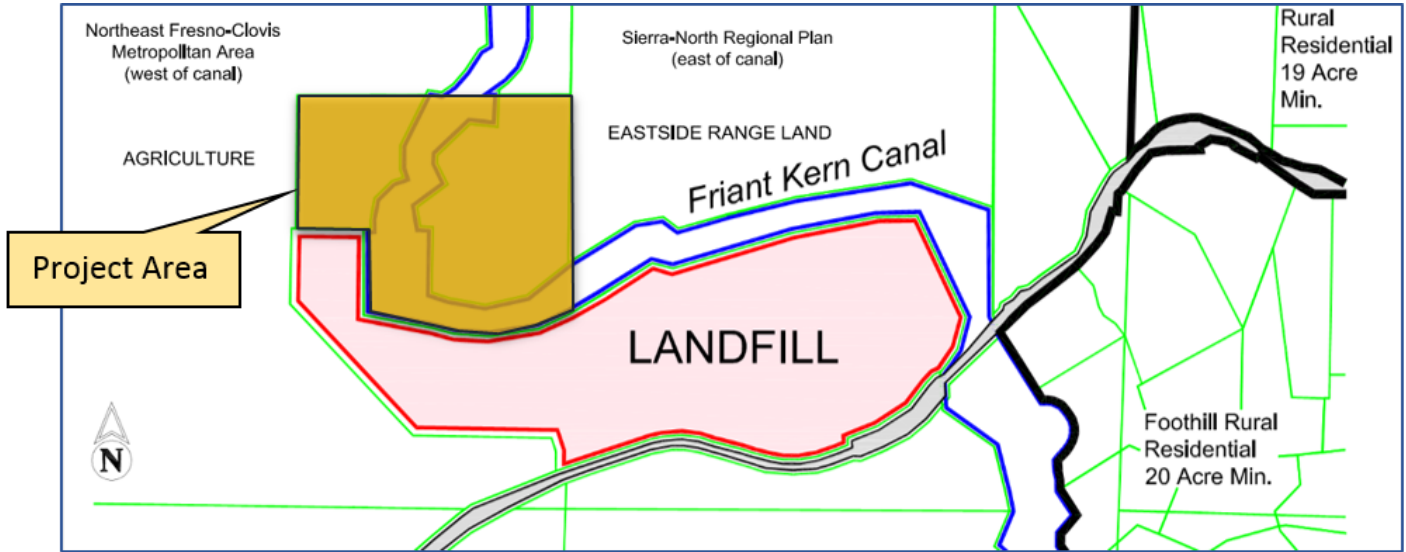 Northeast Fresno-Clovis
Metropolitan Area
(west of canal)
Sierra-North Regional Plan
(east of canal)
Rural
Residential
19 Acre
Min.
AGRICULTURE
EASTSIDE RANGE LAND
Friant Kern Canal
Project Area
LANDFILL
Foothill Rural
Residential
20 Acre Min.
N